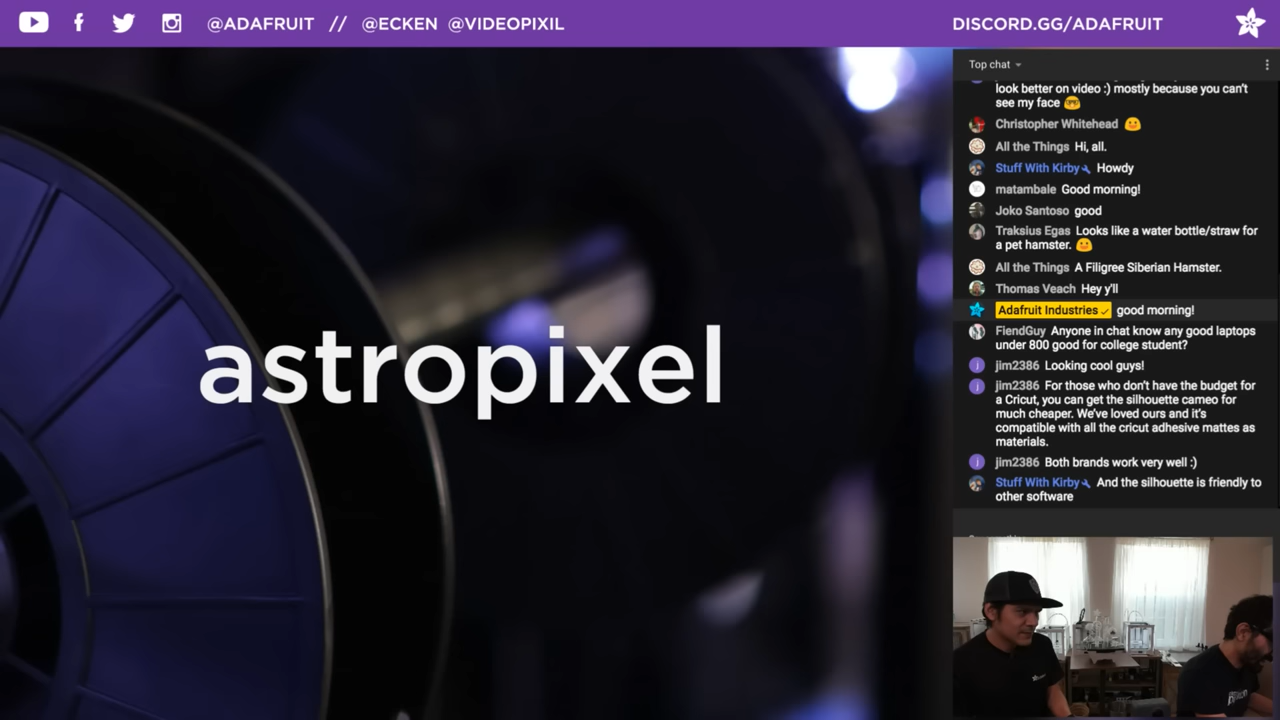 @ADAFRUIT // @ECKEN @VIDEOPIXIL
DISCORD.GG/ADAFRUIT
Top chat
look better on video :) mostly because you can't
see my face
Christopher Whitehead
All the Things Hi, all.
Stuff With Kirby Howdy
matambale Good morning!
Joko Santoso good
Traksius Egas Looks like a water bottle/straw for
a pet hamster.
All the Things A Filigree Siberian Hamster.
Thomas Veach Hey y'll
Adafruit Industries good morning!
FiendGuy Anyone in chat know any good laptops
under 800 good for college student?
jim2386 Looking cool guys!
jim2386 For those who don't have the budget for
a Cricut, you can get the silhouette cameo for
much cheaper. We've loved ours and it's
compatible with all the cricut adhesive mattes as
materials.
jim2386 Both brands work very well :)
Stuff With Kirby And the silhouette is friendly to
other software
astropixel